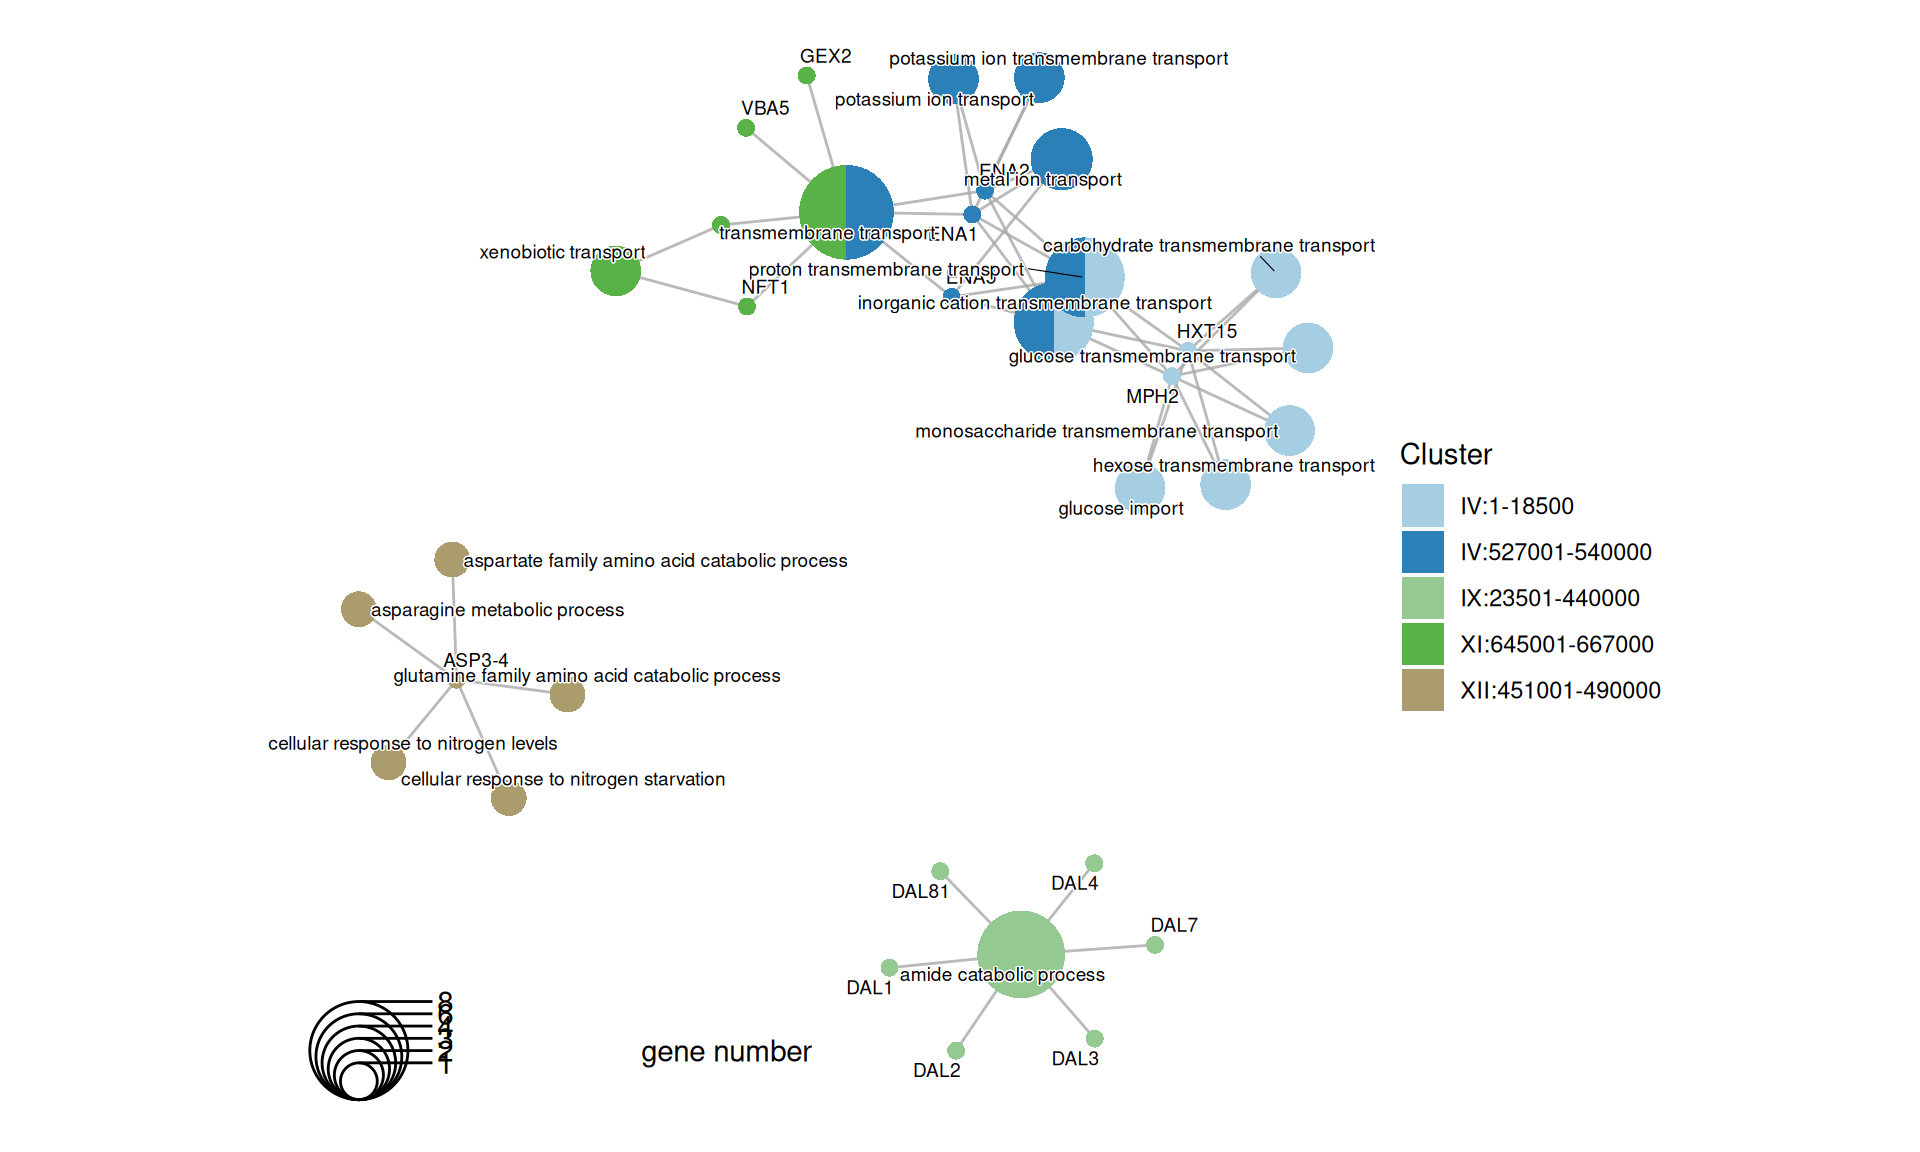 GEX2
potassium ion transmembrane transport
potassium ion transport
VBA5
ENA2
metal ion transport
transmembrane transport
ENA1
carbohydrate transmembrane transport
xenobiotic transport
proton transmembrane transport
NFT1
inorganic cation transmembrane transport
HXT15
glucose transmembrane transport
MPH2
monosaccharide transmembrane transport
hexose transmembrane transport
glucose import
Cluster
IV:1-18500
IV:527001-540000
IX:23501-440000
XI:645001-667000
XII:451001-490000
aspartate family amino acid catabolic process
asparagine metabolic process
ASP3-4
glutamine family amino acid catabolic process
cellular response to nitrogen levels
cellular response to nitrogen starvation
DAL81
DAL4
DAL7
amide catabolic process
DAL1
DAL2
DAL3
8
6
4
3
2
1
gene number